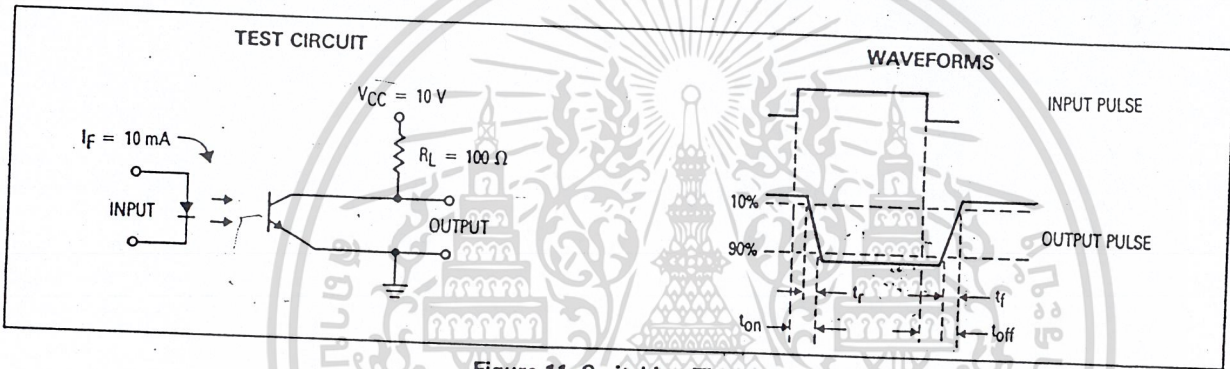 TEST CIRCUIT
V_CC = 10 V
I_F = 10 mA
R_L = 100 Ω
INPUT
OUTPUT
WAVEFORMS
INPUT PULSE
10%
90%
OUTPUT PULSE
t_r
t_f
t_on
t_off